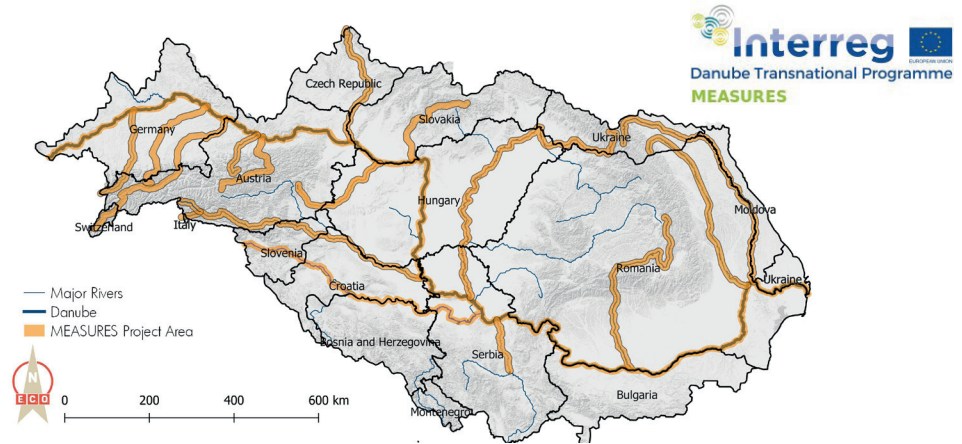 Interreg
EUROPEAN UNION
Danube Transnational Programme
MEASURES
Czech Republic
Slovakia
Germany
Ukraine
Austria
Hungary
Moldova
Switzerland
Italy
Slovenia
Romania
Ukraine
Croatia
Bosnia and Herzegovina
Serbia
Bulgaria
Montenegro
Major Rivers
Danube
MEASURES Project Area
N
E C O
0 200 400 600 km